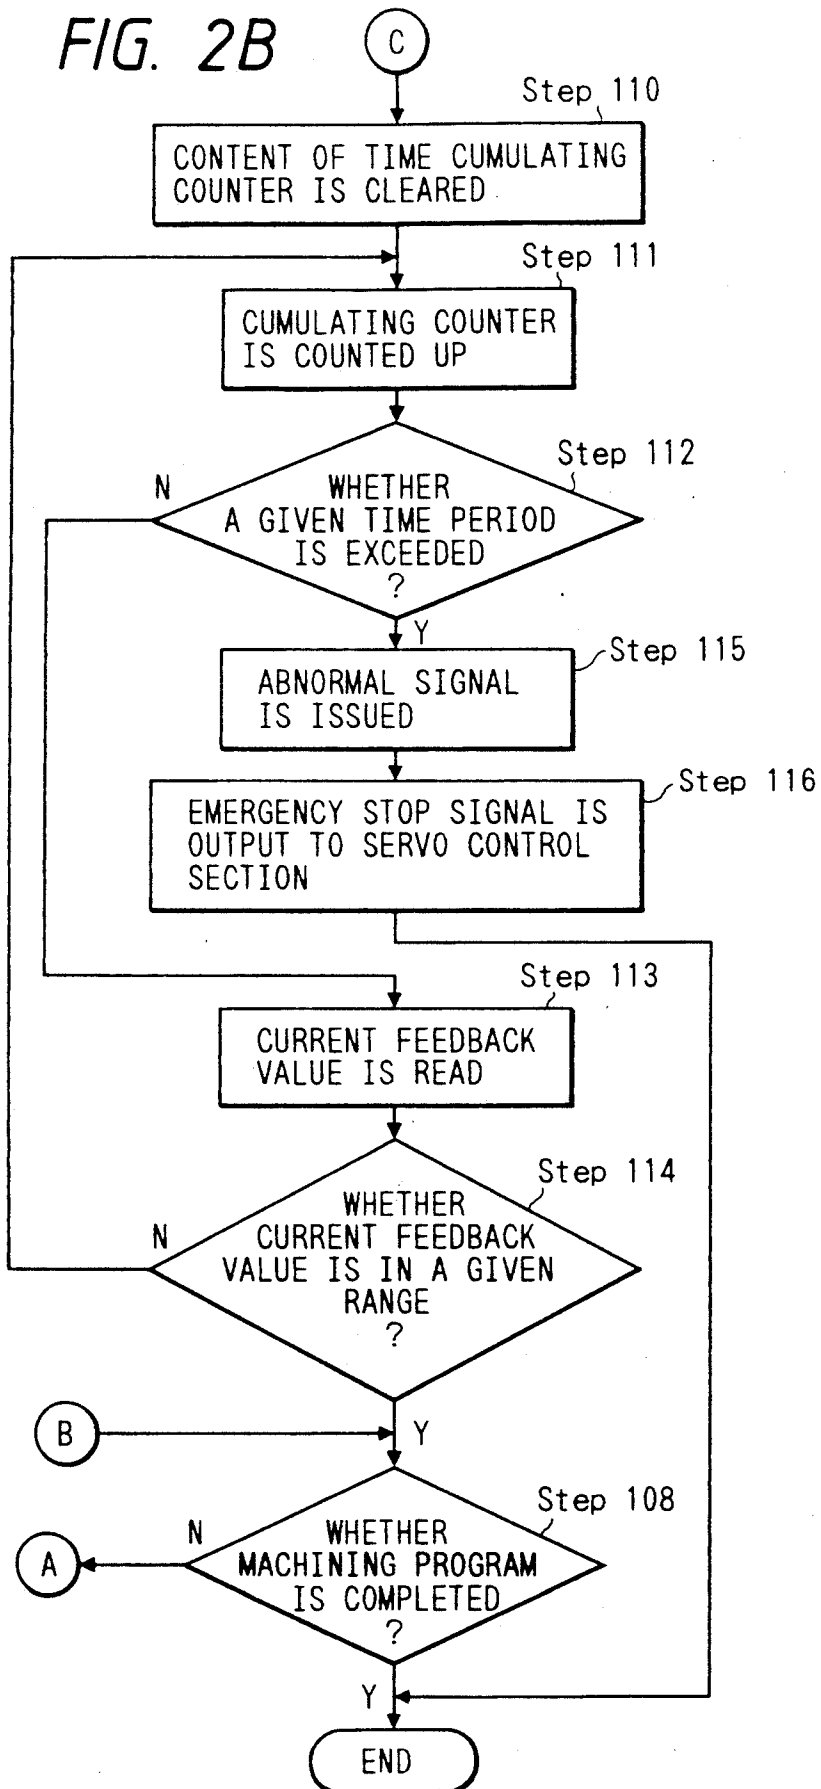 FIG. 2B
C
Step 110
CONTENT OF TIME CUMULATING
COUNTER IS CLEARED
Step 111
CUMULATING COUNTER
IS COUNTED UP
Step 112
N
WHETHER
A GIVEN TIME PERIOD
IS EXCEEDED
?
Y
Step 115
ABNORMAL SIGNAL
IS ISSUED
Step 116
EMERGENCY STOP SIGNAL IS
OUTPUT TO SERVO CONTROL
SECTION
Step 113
CURRENT FEEDBACK
VALUE IS READ
Step 114
N
WHETHER
CURRENT FEEDBACK
VALUE IS IN A GIVEN
RANGE
?
B
Y
Step 108
A
N
WHETHER
MACHINING PROGRAM
IS COMPLETED
?
Y
END